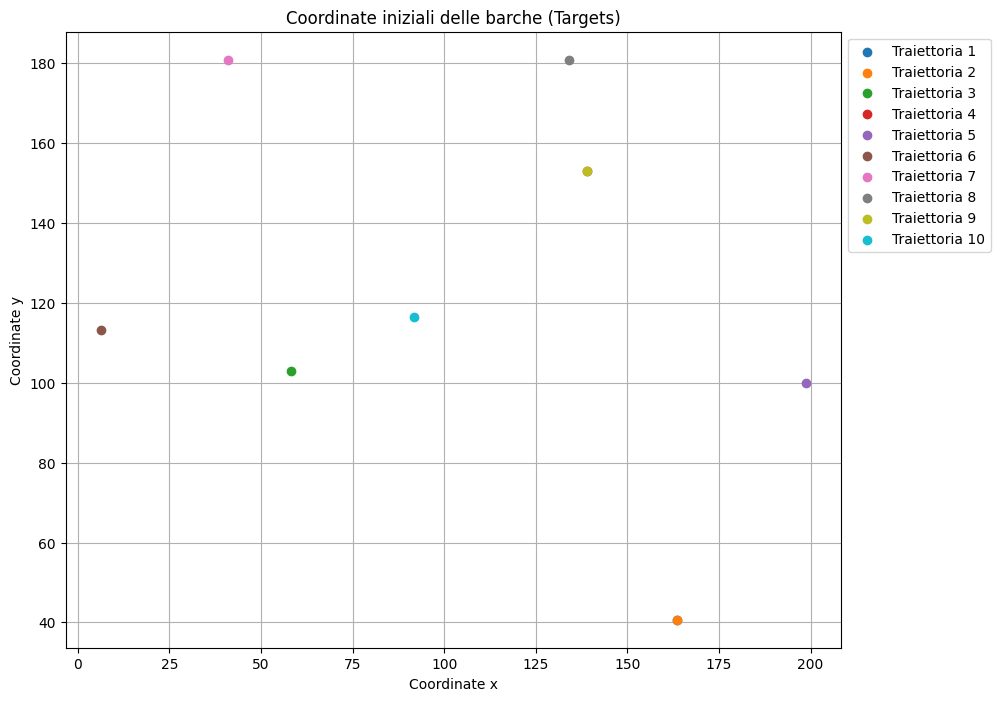 Coordinate iniziali delle barche (Targets)
Traiettoria 1
Traiettoria 2
Traiettoria 3
Traiettoria 4
Traiettoria 5
Traiettoria 6
Traiettoria 7
Traiettoria 8
Traiettoria 9
Traiettoria 10
Coordinate y
180
160
140
120
100
80
60
40
0 25 50 75 100 125 150 175 200
Coordinate x